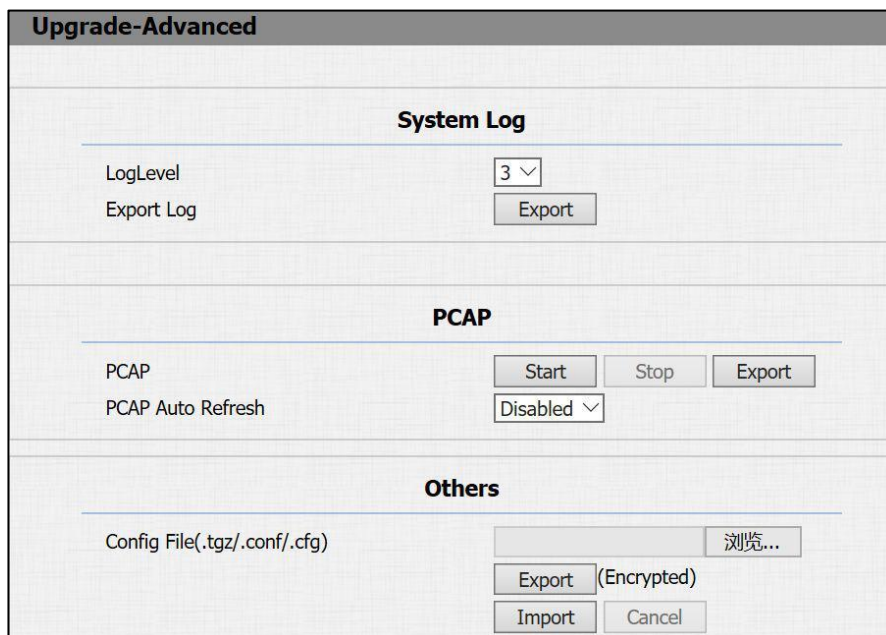 Upgrade-Advanced
System Log
LogLevel 3
Export Log Export
PCAP
PCAP Start Stop Export
PCAP Auto Refresh Disabled
Others
Config File(.tgz/.conf/.cfg) 浏览...
Export (Encrypted)
Import Cancel